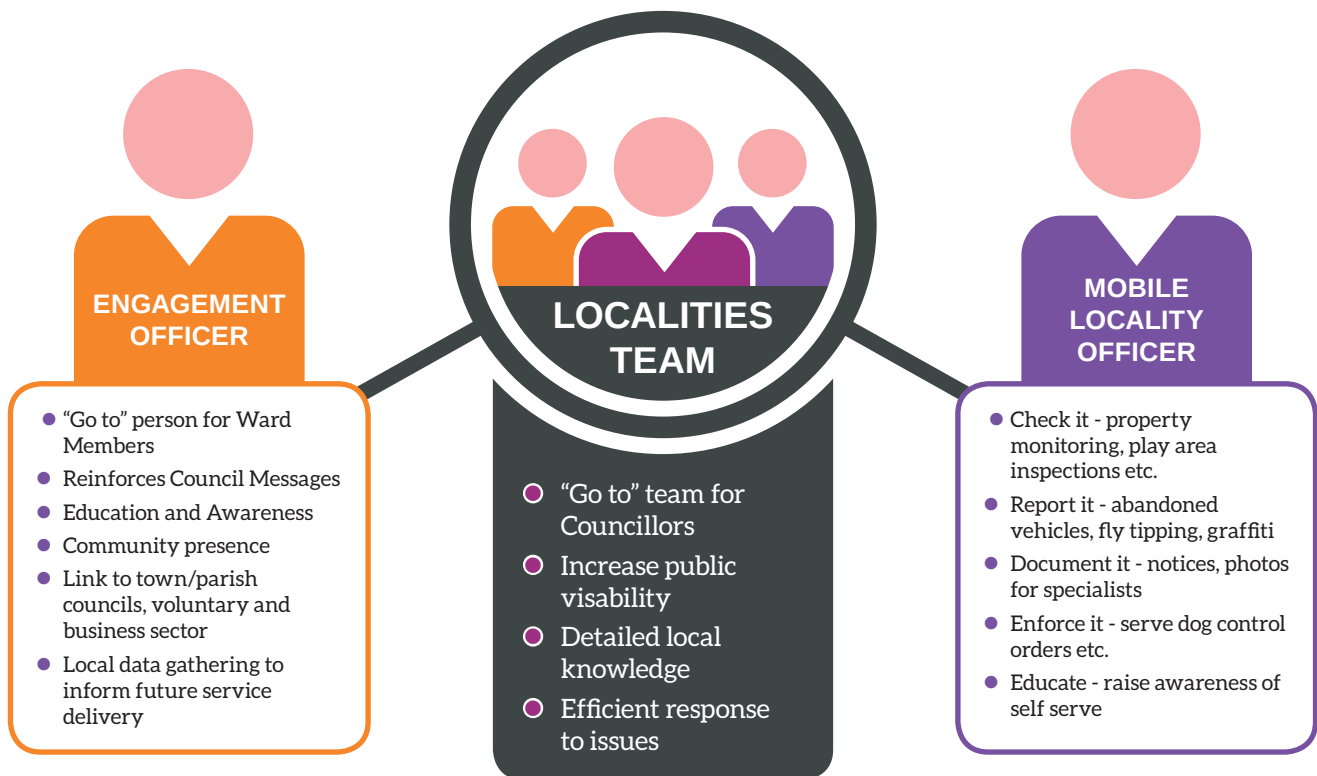 ENGAGEMENT
OFFICER
• “Go to” person for Ward
Members
• Reinforces Council Messages
• Education and Awareness
• Community presence
• Link to town/parish
councils, voluntary and
business sector
• Local data gathering to
inform future service
delivery
LOCALITIES
TEAM
• “Go to” team for
Councillors
• Increase public
visability
• Detailed local
knowledge
• Efficient response
to issues
MOBILE
LOCALITY
OFFICER
• Check it - property
monitoring, play area
inspections etc.
• Report it - abandoned
vehicles, fly tipping, graffiti
• Document it - notices, photos
for specialists
• Enforce it - serve dog control
orders etc.
• Educate - raise awareness of
self serve